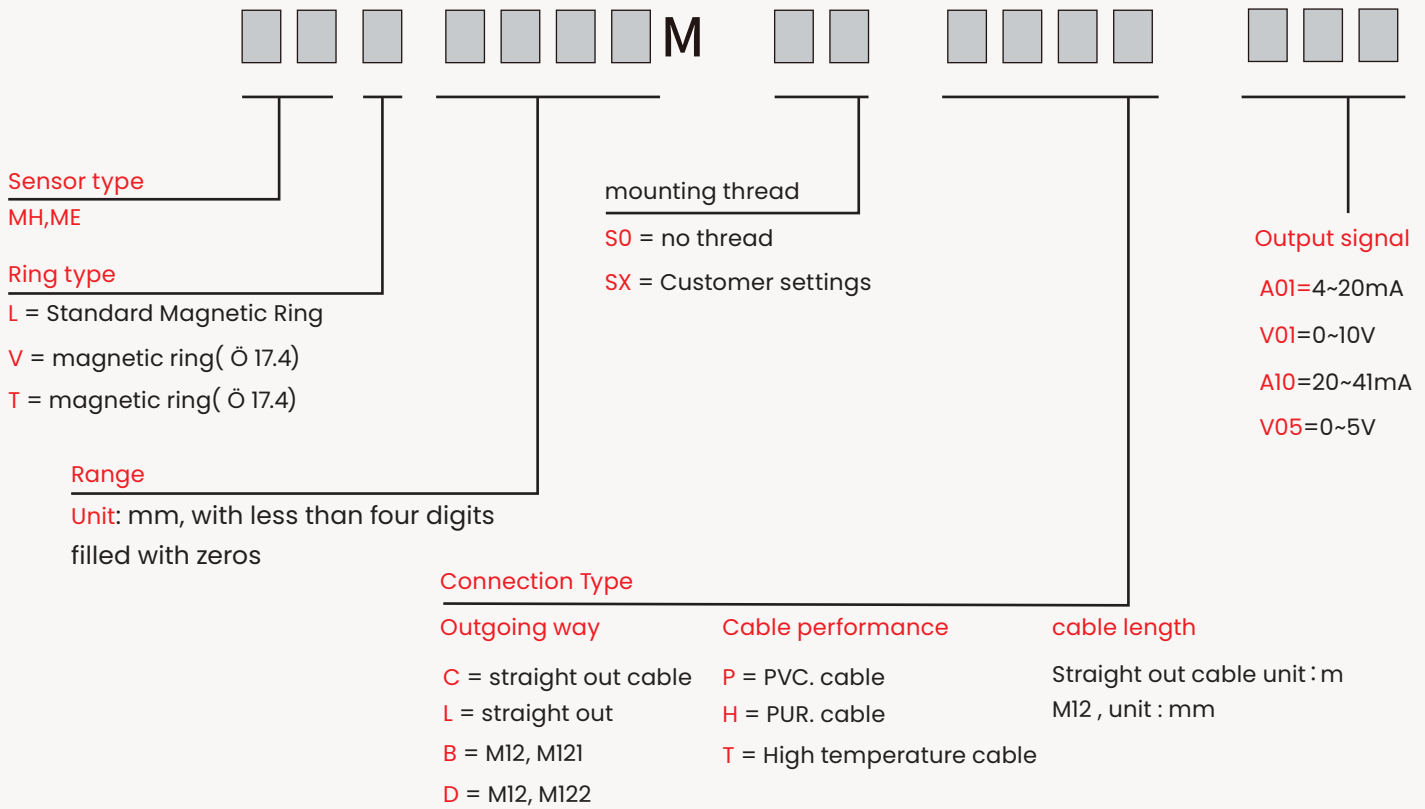 M
Sensor type
MH,ME
Ring type
L = Standard Magnetic Ring
V = magnetic ring( Ö 17.4)
T = magnetic ring( Ö 17.4)
Range
Unit: mm, with less than four digits
filled with zeros
mounting thread
S0 = no thread
SX = Customer settings
Connection Type
Outgoing way
C = straight out cable
L = straight out
B = M12, M121
D = M12, M122
Cable performance
P = PVC. cable
H = PUR. cable
T = High temperature cable
cable length
Straight out cable unit : m
M12 , unit : mm
Output signal
A01=4~20mA
V01=0~10V
A10=20~41mA
V05=0~5V